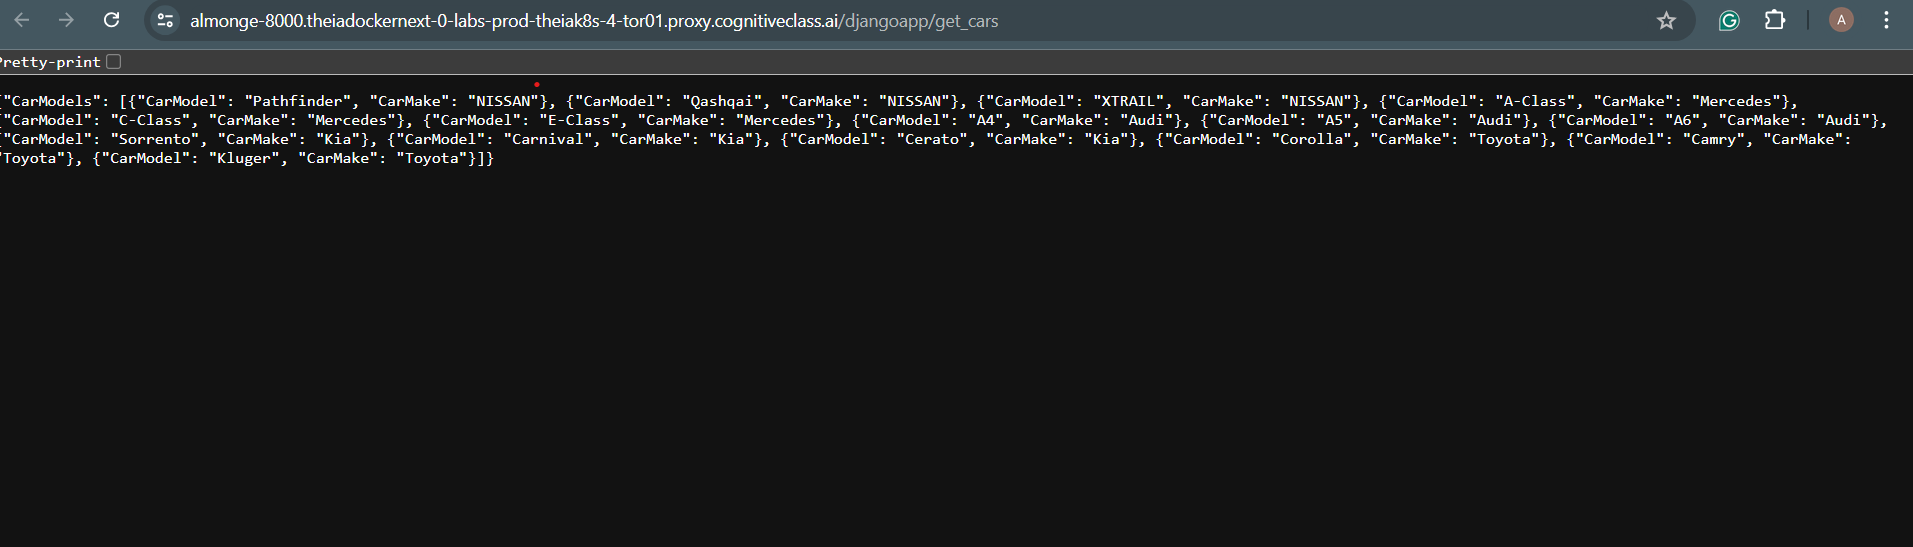 almonge-8000.theiadockernext-0-labs-prod-theiak8s-4-tor01.proxy.cognitiveclass.ai/djangoapp/get_cars
A
Pretty-print
{"CarModels": [{"CarModel": "Pathfinder", "CarMake": "NISSAN"}, {"CarModel": "Qashqai", "CarMake": "NISSAN"}, {"CarModel": "XTRAIL", "CarMake": "NISSAN"}, {"CarModel": "A-Class", "CarMake": "Mercedes"},
{"CarModel": "C-Class", "CarMake": "Mercedes"}, {"CarModel": "E-Class", "CarMake": "Mercedes"}, {"CarModel": "A4", "CarMake": "Audi"}, {"CarModel": "A5", "CarMake": "Audi"}, {"CarModel": "A6", "CarMake": "Audi"},
{"CarModel": "Sorrento", "CarMake": "Kia"}, {"CarModel": "Carnival", "CarMake": "Kia"}, {"CarModel": "Cerato", "CarMake": "Kia"}, {"CarModel": "Corolla", "CarMake": "Toyota"}, {"CarModel": "Camry", "CarMake":
"Toyota"}, {"CarModel": "Kluger", "CarMake": "Toyota"}]}